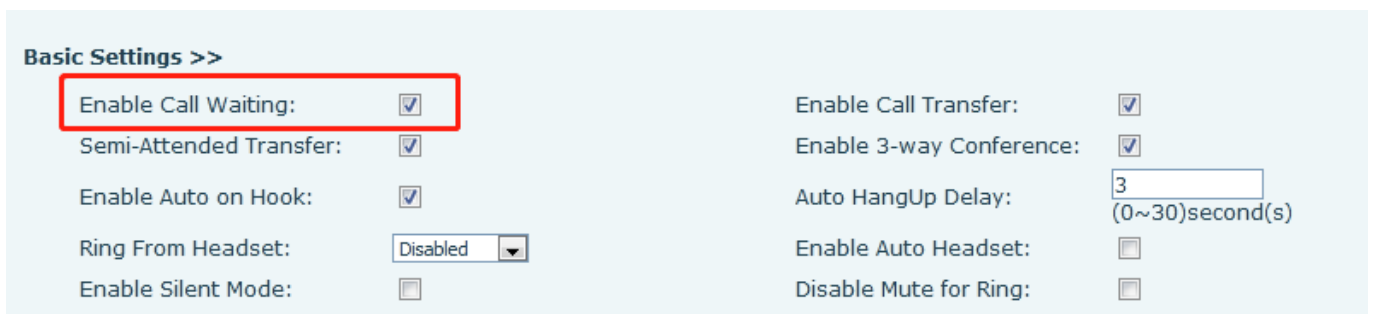 Basic Settings >>
Enable Call Waiting: Enable Call Transfer:
Semi-Attended Transfer: Enable 3-way Conference:
Enable Auto on Hook: Auto HangUp Delay: 3
(0~30)second(s)
Ring From Headset: Disabled Enable Auto Headset:
Enable Silent Mode: Disable Mute for Ring: